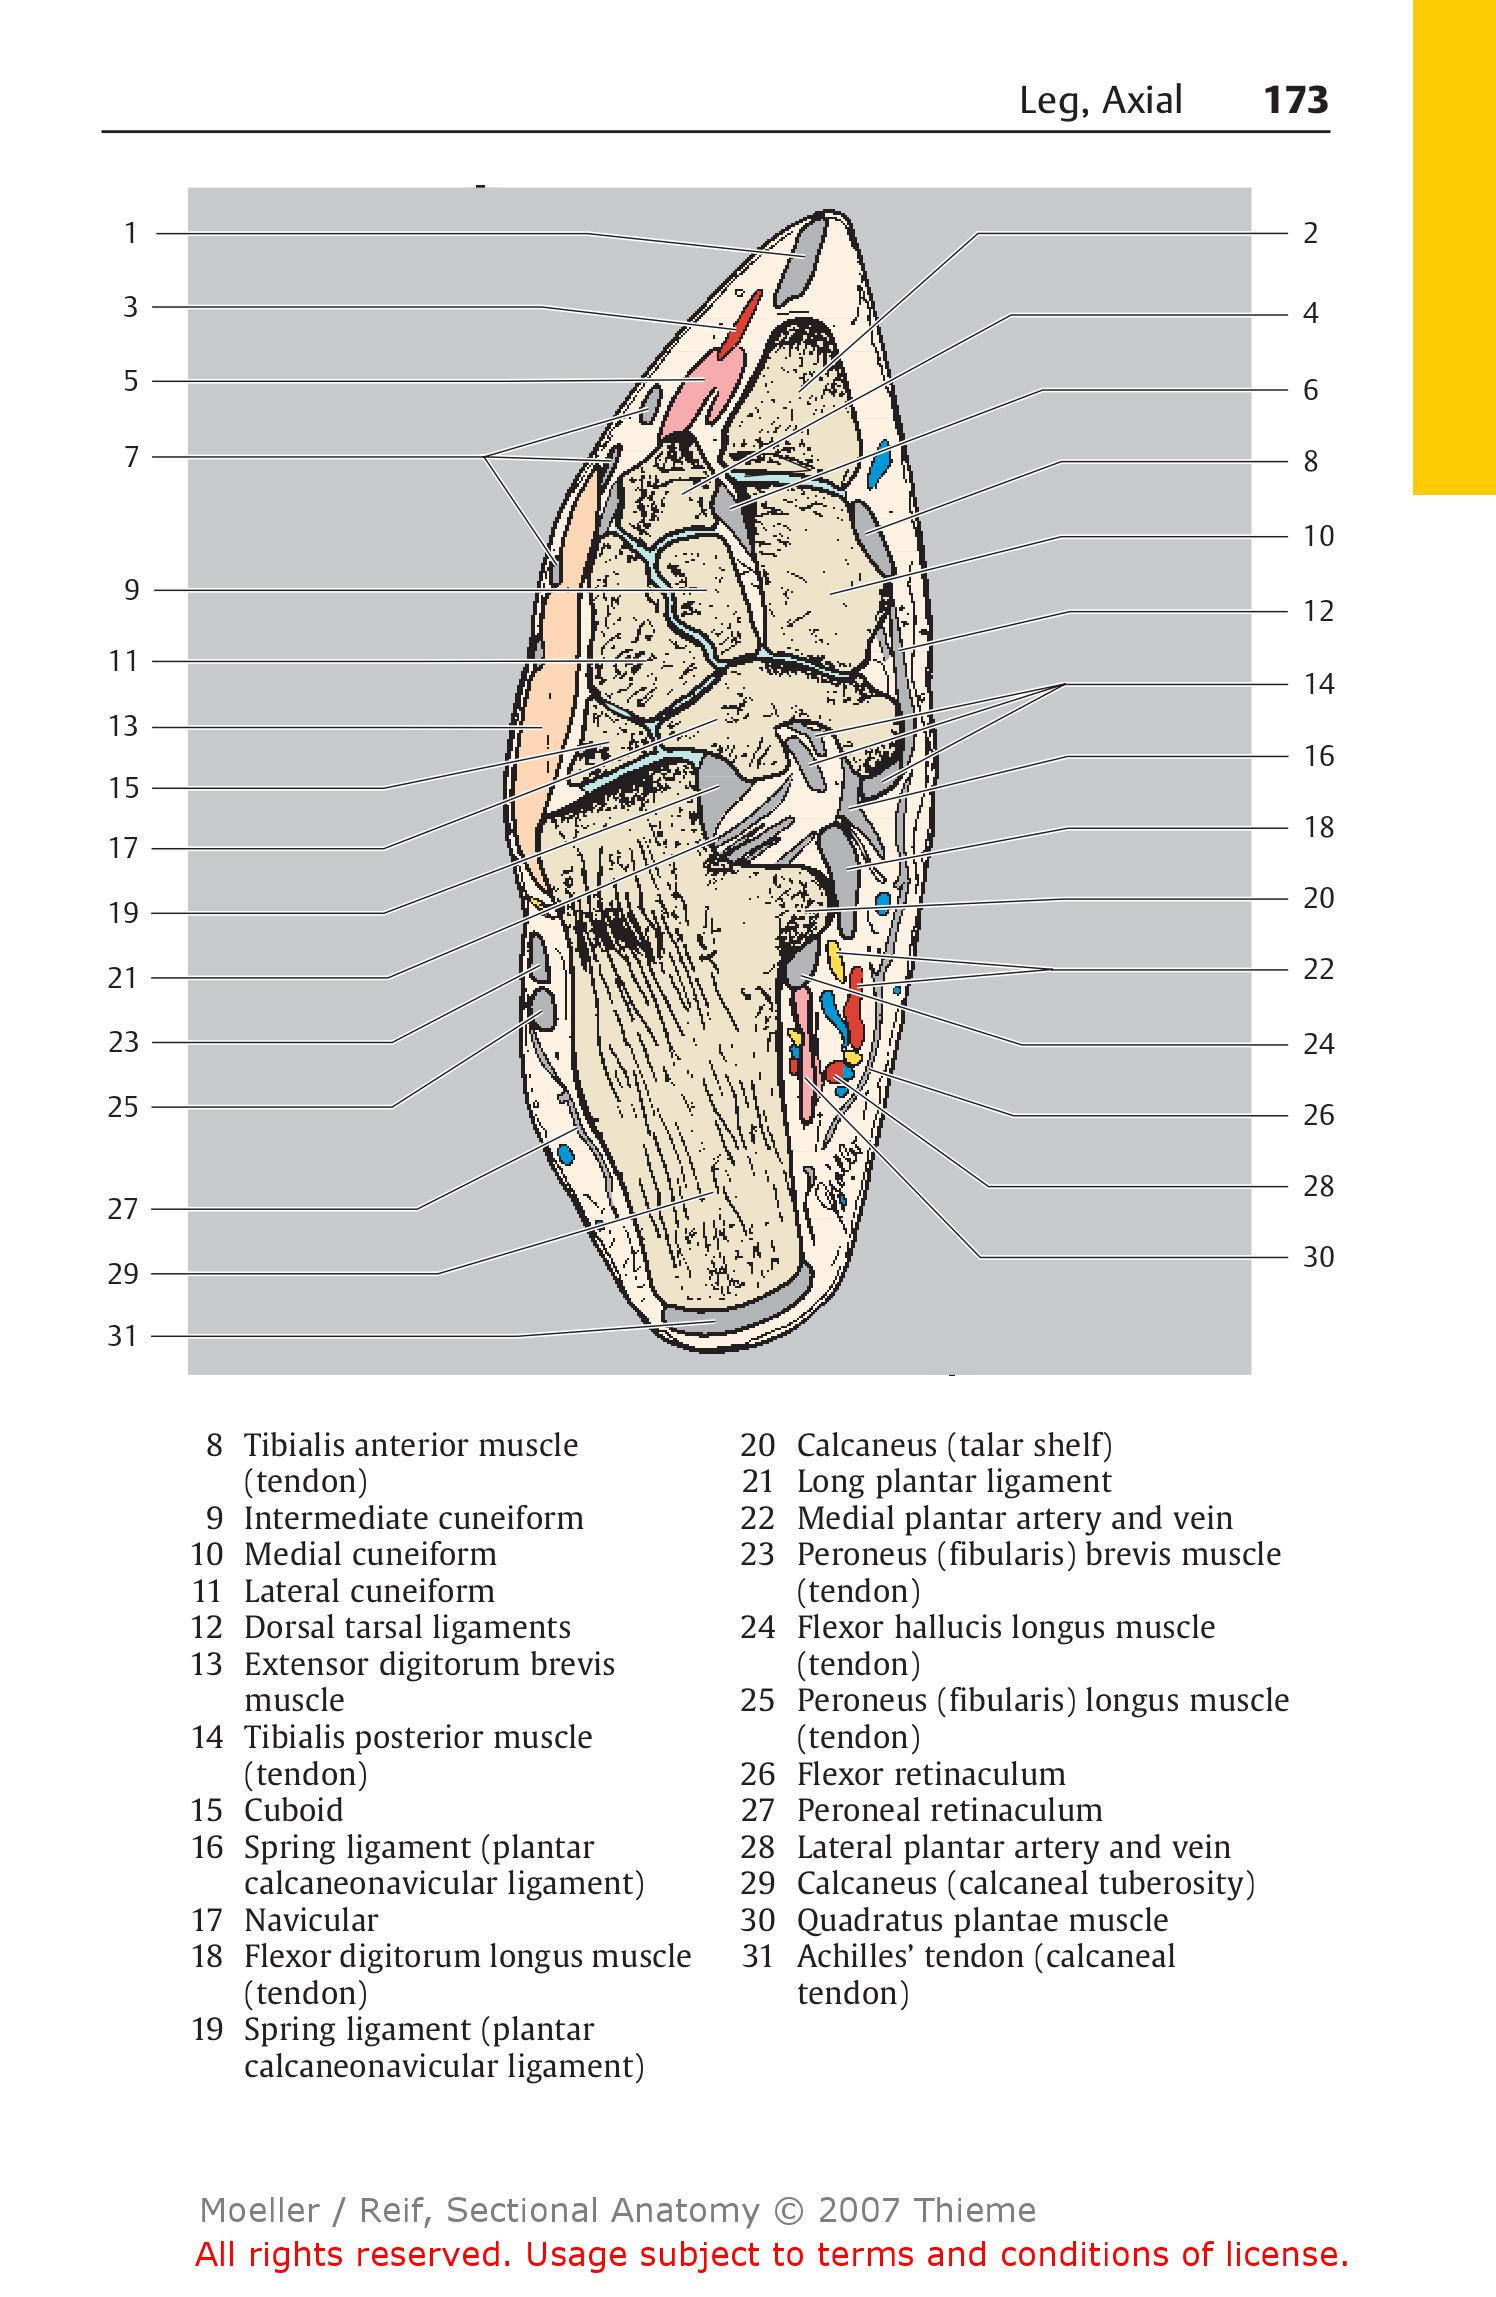 Leg, Axial 173
1
2
3
4
5
6
7
8
9
10
11
12
13
14
15
16
17
18
19
20
21
22
23
24
25
26
27
28
29
30
31
8 Tibialis anterior muscle
(tendon)
9 Intermediate cuneiform
10 Medial cuneiform
11 Lateral cuneiform
12 Dorsal tarsal ligaments
13 Extensor digitorum brevis
muscle
14 Tibialis posterior muscle
(tendon)
15 Cuboid
16 Spring ligament (plantar
calcaneonavicular ligament)
17 Navicular
18 Flexor digitorum longus muscle
(tendon)
19 Spring ligament (plantar
calcaneonavicular ligament)
20 Calcaneus (talar shelf)
21 Long plantar ligament
22 Medial plantar artery and vein
23 Peroneus (fibularis) brevis muscle
(tendon)
24 Flexor hallucis longus muscle
(tendon)
25 Peroneus (fibularis) longus muscle
(tendon)
26 Flexor retinaculum
27 Peroneal retinaculum
28 Lateral plantar artery and vein
29 Calcaneus (calcaneal tuberosity)
30 Quadratus plantae muscle
31 Achilles’ tendon (calcaneal
tendon)
Moeller / Reif, Sectional Anatomy © 2007 Thieme
All rights reserved. Usage subject to terms and conditions of license.